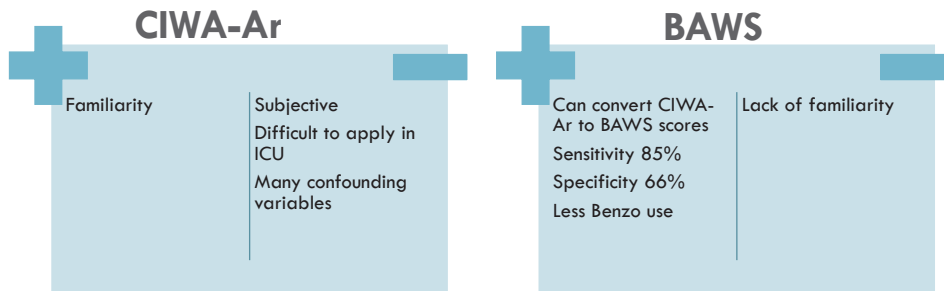 CIWA-Ar
Familiarity
Subjective
Difficult to apply in
ICU
Many confounding
variables
BAWS
Can convert CIWA-
Ar to BAWS scores
Sensitivity 85%
Specificity 66%
Less Benzo use
Lack of familiarity